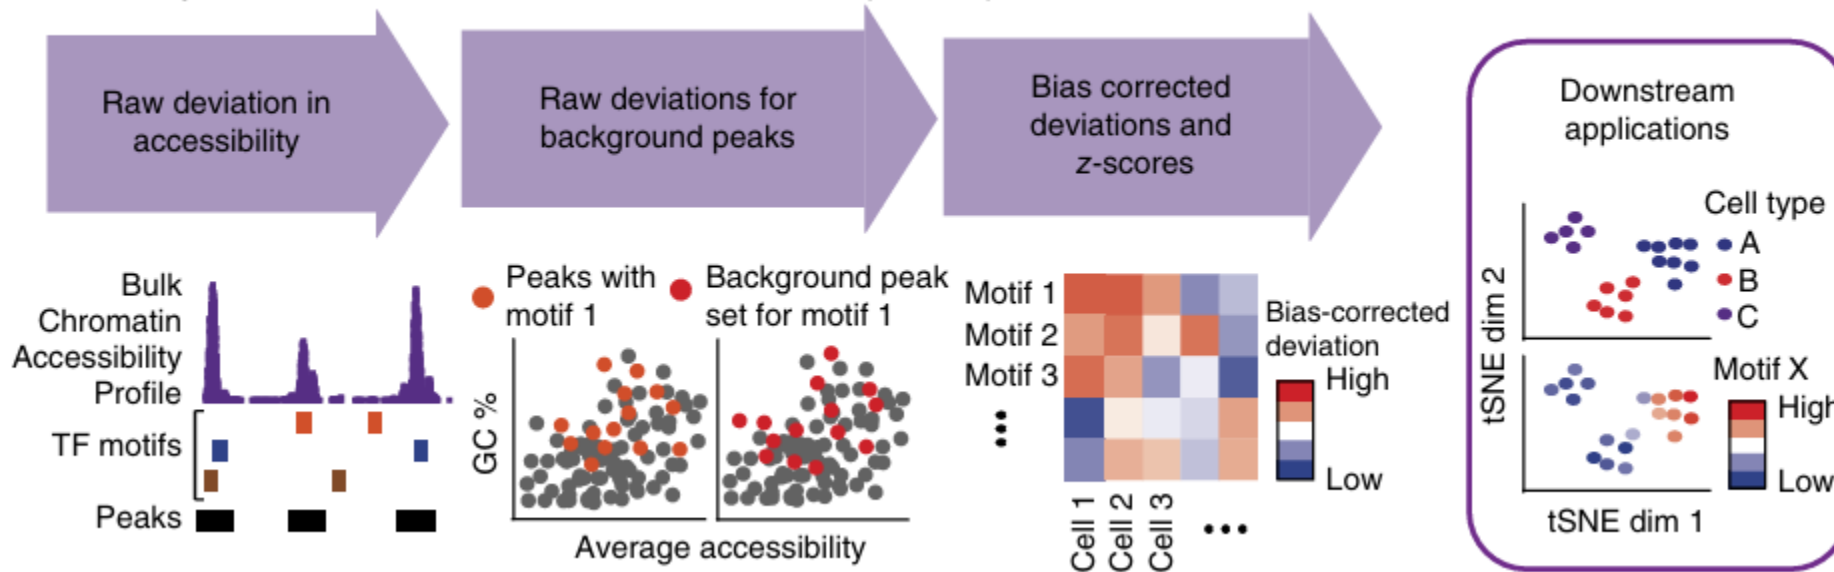 Raw deviation in
accessibility
Raw deviations for
background peaks
Bias corrected
deviations and
z-scores
Downstream
applications
Bulk
Chromatin
Accessibility
Profile
TF motifs
Peaks
Peaks with
motif 1
Background peak
set for motif 1
GC %
Average accessibility
Motif 1
Motif 2
Motif 3
Cell 1
Cell 2
Cell 3
Bias-corrected
deviation
High
Low
Cell type
A
B
C
tSNE dim 2
Motif X
High
Low
tSNE dim 1